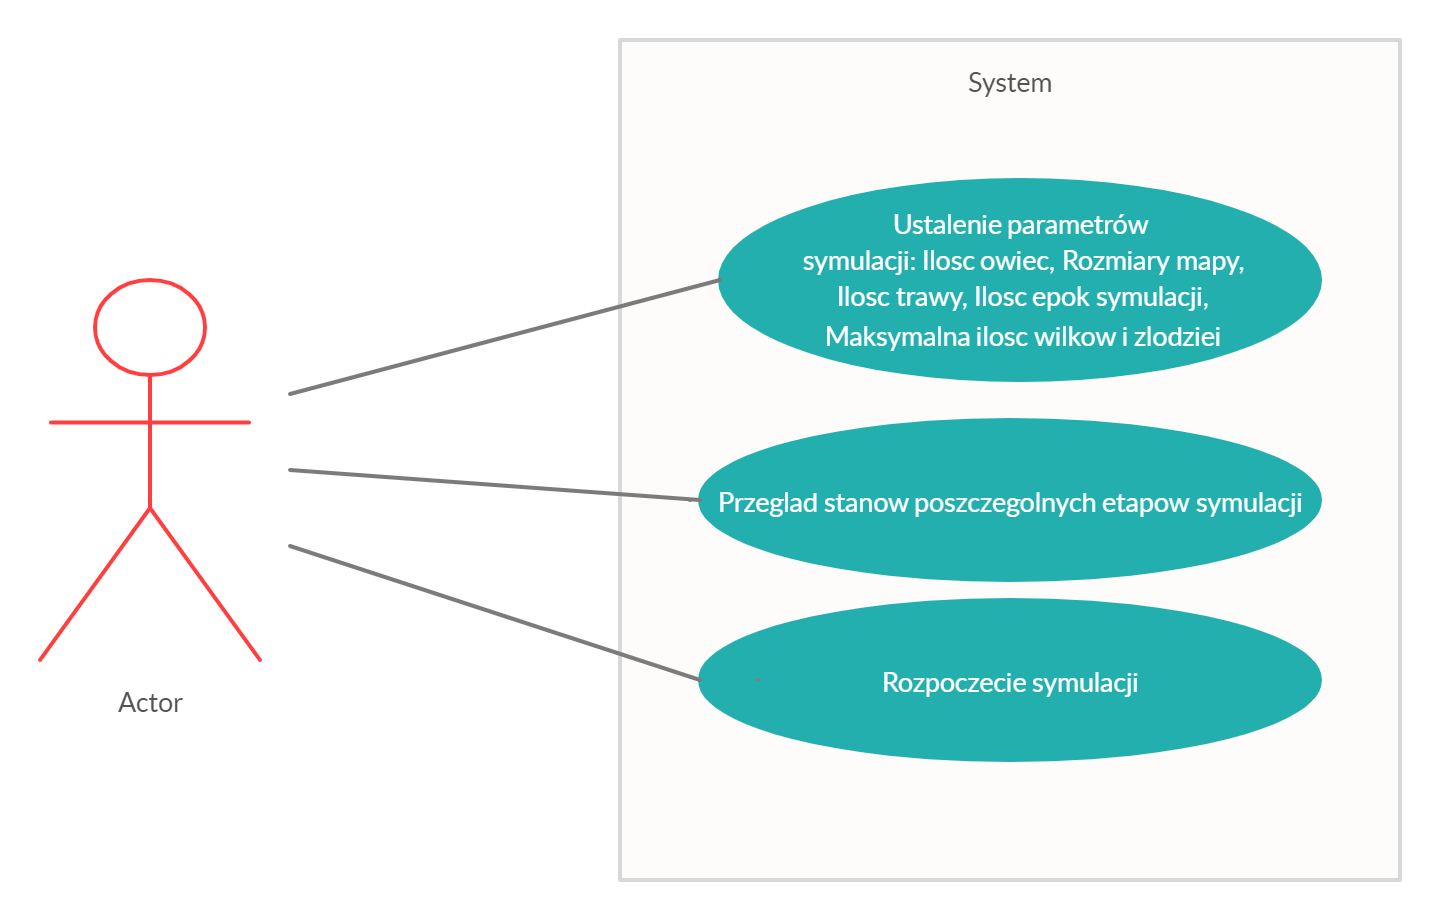 System
Ustalenie parametrów
symulacji: Ilosc owiec, Rozmiary mapy,
Ilosc trawy, Ilosc epok symulacji,
Maksymalna ilosc wilkow i zlodziei
Przeglad stanow poszczegolnych etapow symulacji
Rozpoczecie symulacji
Actor